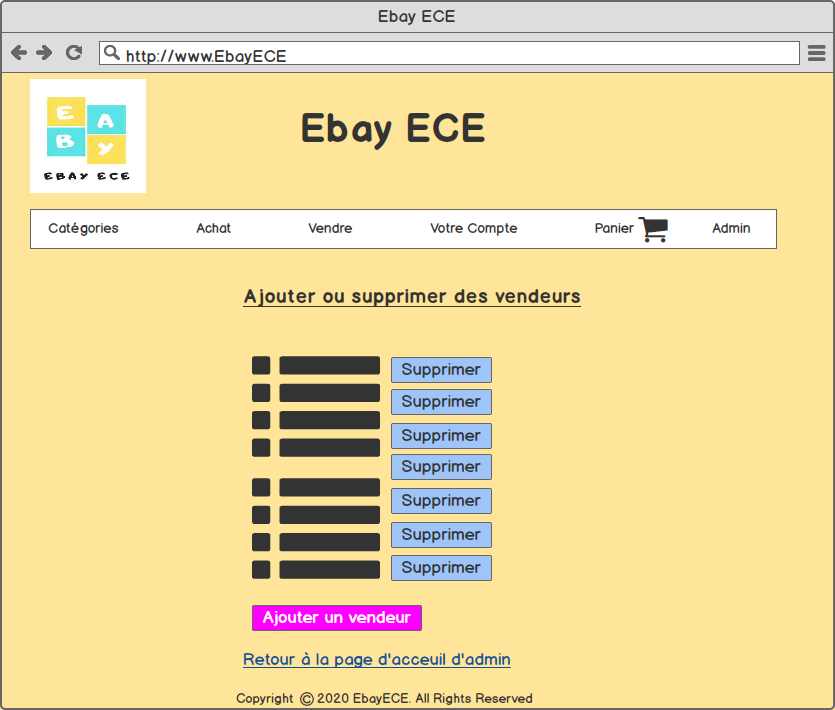 Ebay ECE
http://www.EbayECE
E A
B Y
EBAY ECE
Ebay ECE
Catégories Achat Vendre Votre Compte Panier Admin
Ajouter ou supprimer des vendeurs
Supprimer
Supprimer
Supprimer
Supprimer
Supprimer
Supprimer
Supprimer
Ajouter un vendeur
Retour à la page d'acceuil d'admin
Copyright © 2020 EbayECE. All Rights Reserved